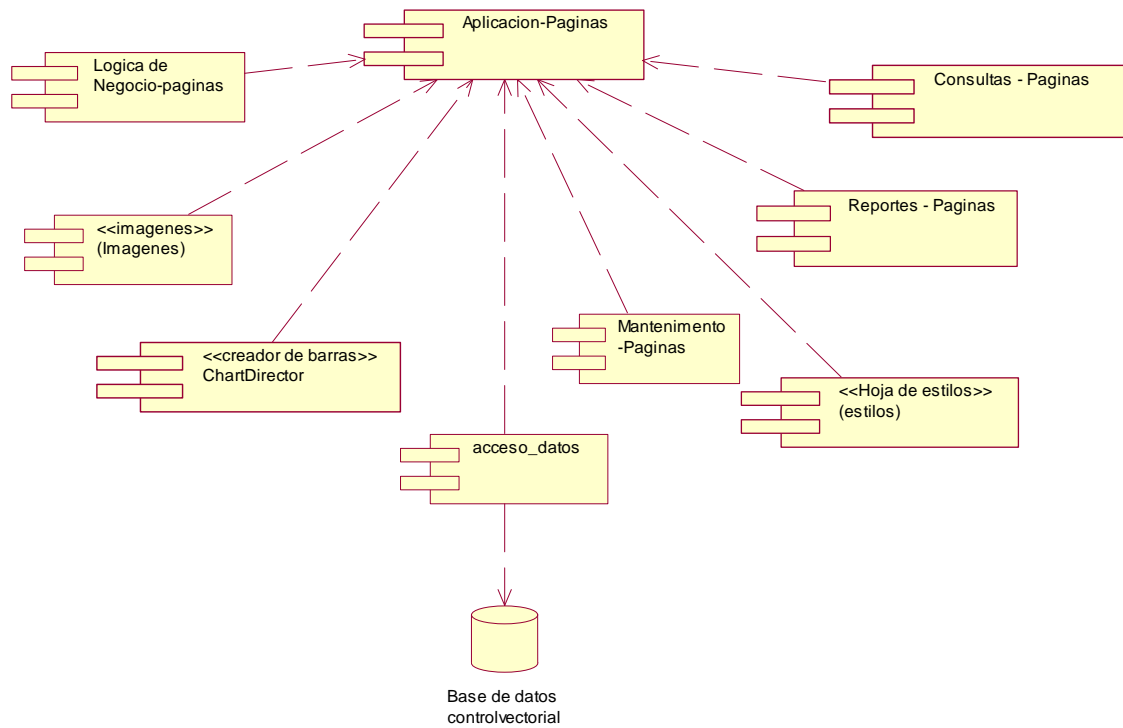 Aplicacion-Paginas
Logica de
Negocio-paginas
Consultas - Paginas
Reportes - Paginas
<<imagenes>>
(Imagenes)
Mantenimento
-Paginas
<<creador de barras>>
ChartDirector
<<Hoja de estilos>>
(estilos)
acceso_datos
Base de datos
controlvectorial